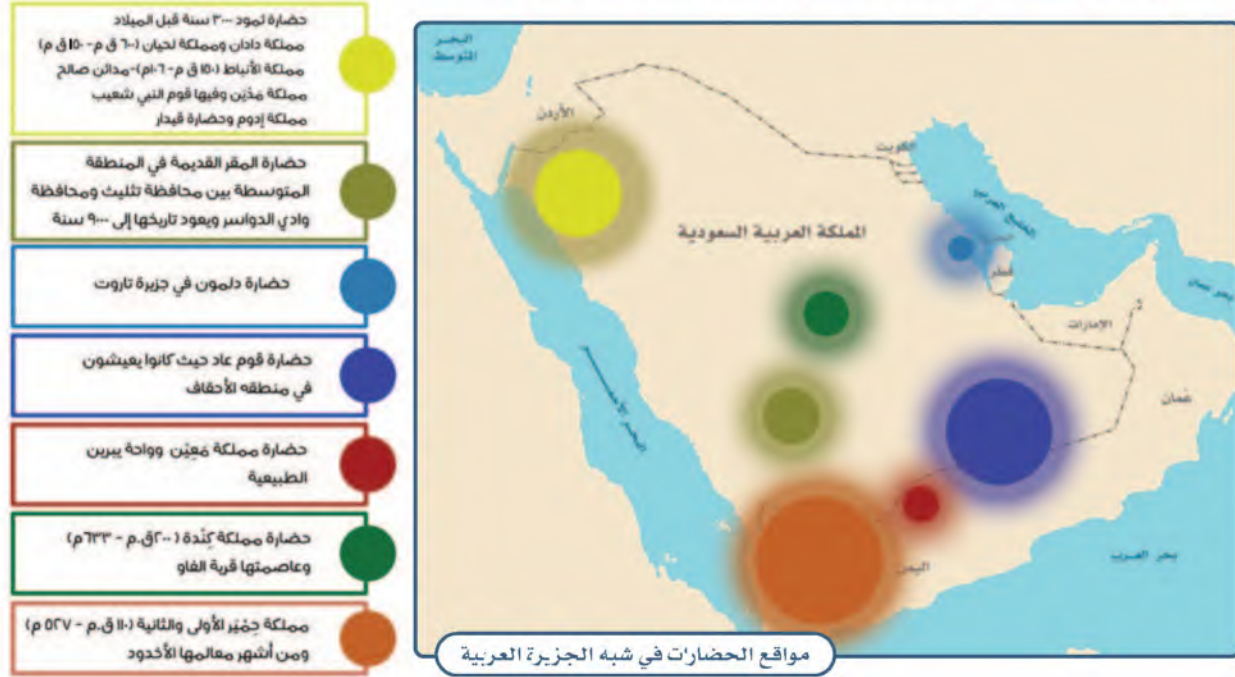 حضارة ثمود ٣٠٠٠ سنة قبل الميلاد
مملكة دادان ومملكة لحيان (٦٠٠ ق م - ١٥٠ ق م)
مملكة الأنباط (١٥٠ ق م - ١٠٦م)-مدائن صالح
مملكة مَدْيَن وفيها قوم النبي شعيب
مملكة إدوم وحضارة قيدار
حضارة المقر القديمة في المنطقة
المتوسطة بين محافظة تثليث ومحافظة
وادي الدواسر ويعود تاريخها إلى ٩٠٠٠ سنة
حضارة دلمون في جزيرة تاروت
حضارة قوم عاد حيث كانوا يعيشون
في منطقه الأحقاف
حضارة مملكة مَعِيْن وواحة يبرين
الطبيعية
حضارة مملكة كِنْدة (٢٠٠ق.م - ٦٣٣م)
وعاصمتها قرية الفاو
مملكة حِمْيَر الأولى والثانية (١١٠ ق.م - ٥٢٧ م)
ومن أشهر معالمها الأخدود
البحر
المتوسط
الأردن
الكويت
الخليج العربي
المملكة العربية السعودية
قطر
بحر عمان
الإمارات
البحر الأحمر
عُمان
اليمن
بحر العرب
مواقع الحضارات في شبه الجزيرة العربية